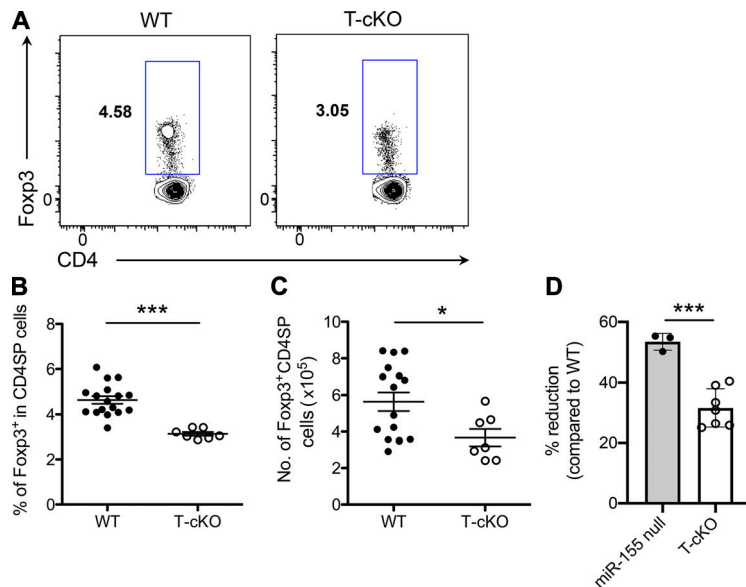 A
WT
T-cKO
4.58
3.05
Foxp3
0
0
0
0
CD4
B
***
8
6
4
2
0
% of Foxp3⁺ in CD4SP cells
WT
T-cKO
C
*
10
8
6
4
2
0
No. of Foxp3⁺CD4SP
cells (x10⁵)
WT
T-cKO
D
***
60
40
20
0
% reduction
(compared to WT)
miR-155 null
T-cKO